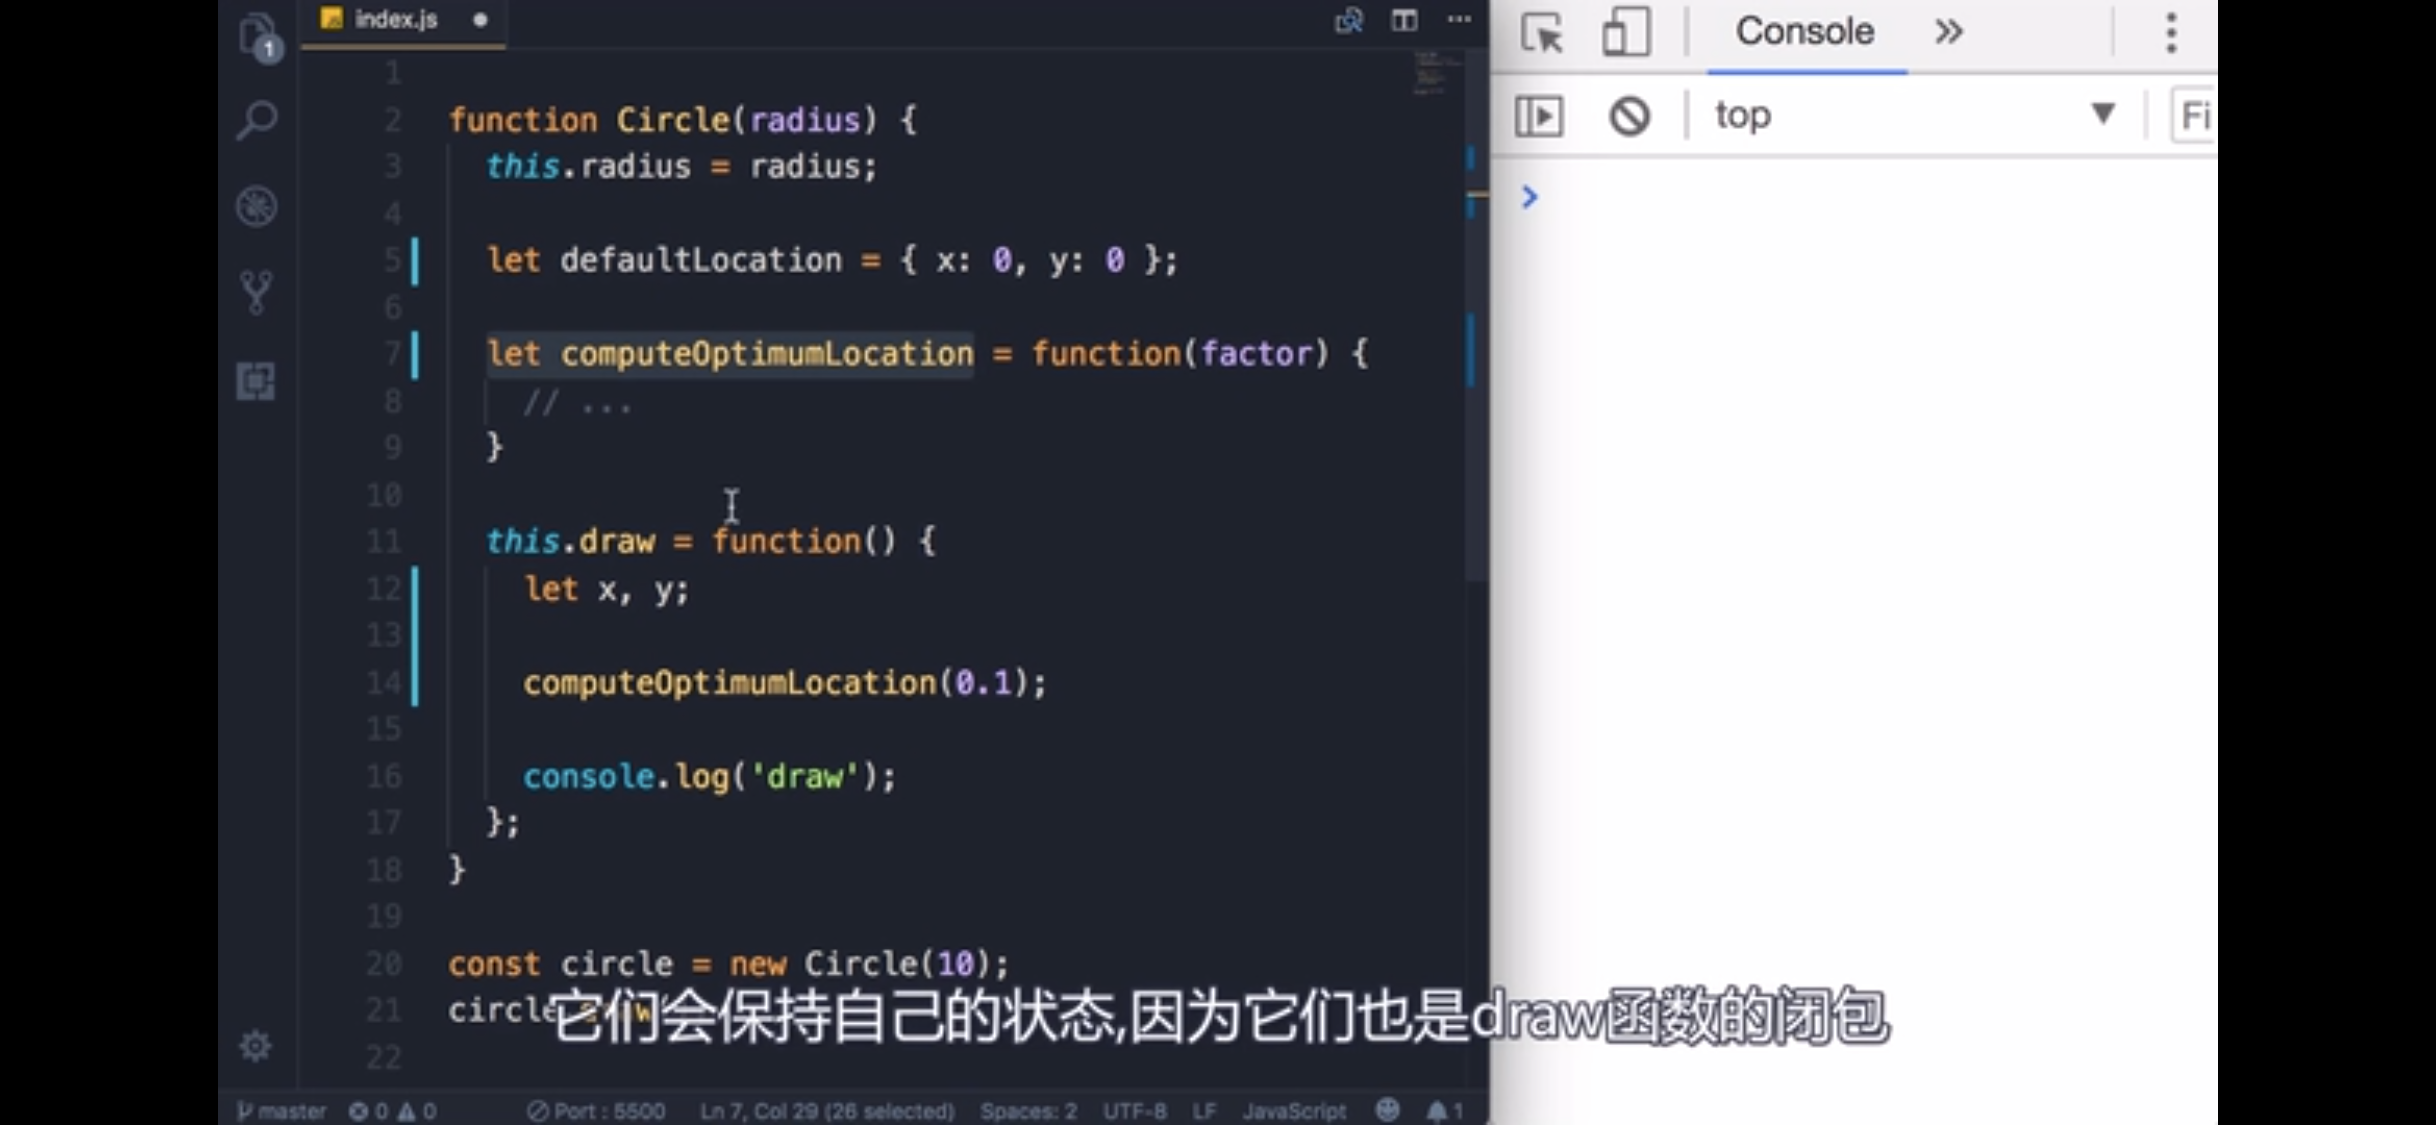 index.js
1
1
2 function Circle(radius) {
3 this.radius = radius;
4
5 let defaultLocation = { x: 0, y: 0 };
6
7 let computeOptimumLocation = function(factor) {
8 // ...
9 }
10
11 this.draw = function() {
12 let x, y;
13
14 computeOptimumLocation(0.1);
15
16 console.log('draw');
17 };
18 }
19
20 const circle = new Circle(10);
21 circle
22
它们会保持自己的状态,因为它们也是draw函数的闭包
master 0 0 Port : 5500 Ln 7, Col 29 (26 selected) Spaces: 2 UTF-8 LF JavaScript 1
Console
top Fi